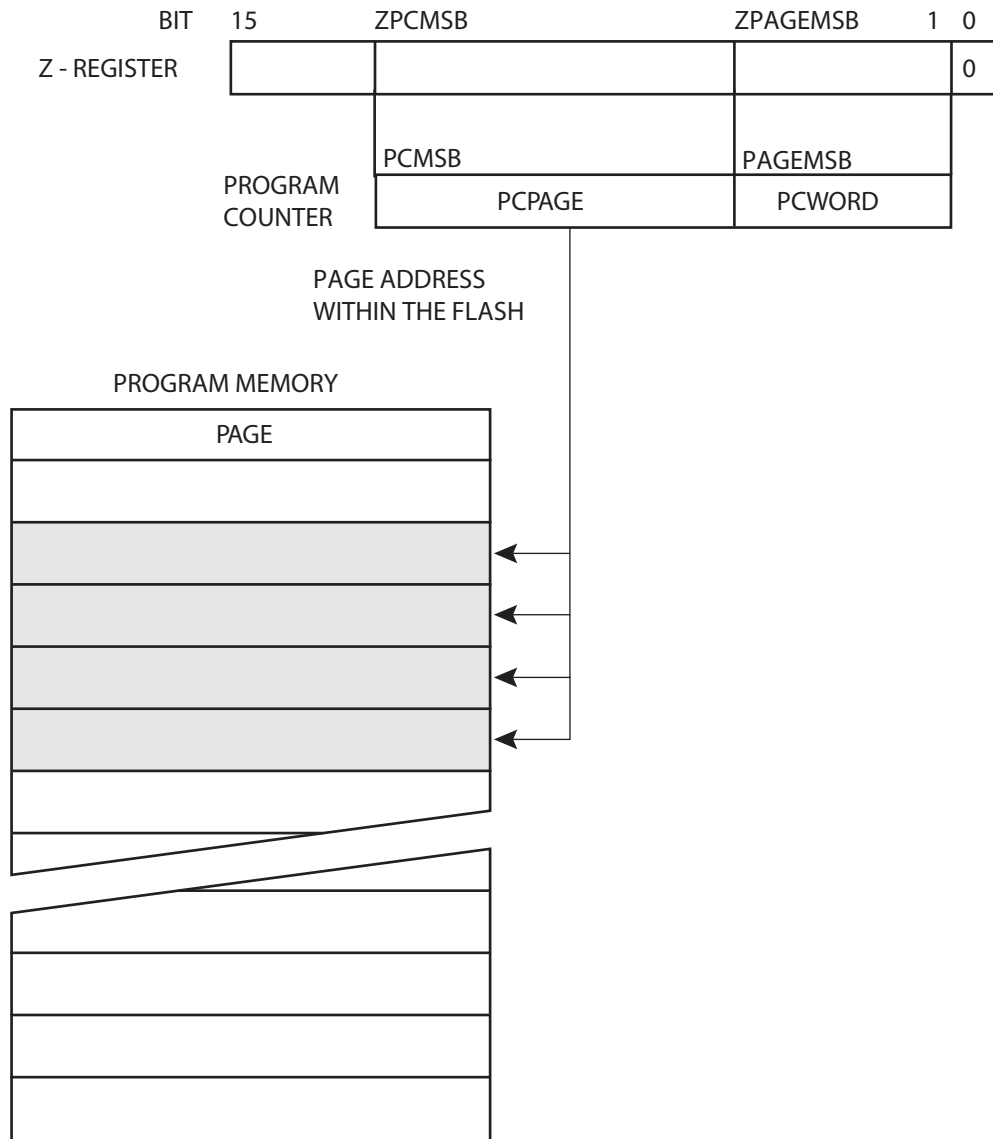 BIT 15 ZPCMSB ZPAGEMSB 1 0
Z - REGISTER 0
PCMSB PAGEMSB
PROGRAM
COUNTER
PCPAGE PCWORD
PAGE ADDRESS
WITHIN THE FLASH
PROGRAM MEMORY
PAGE